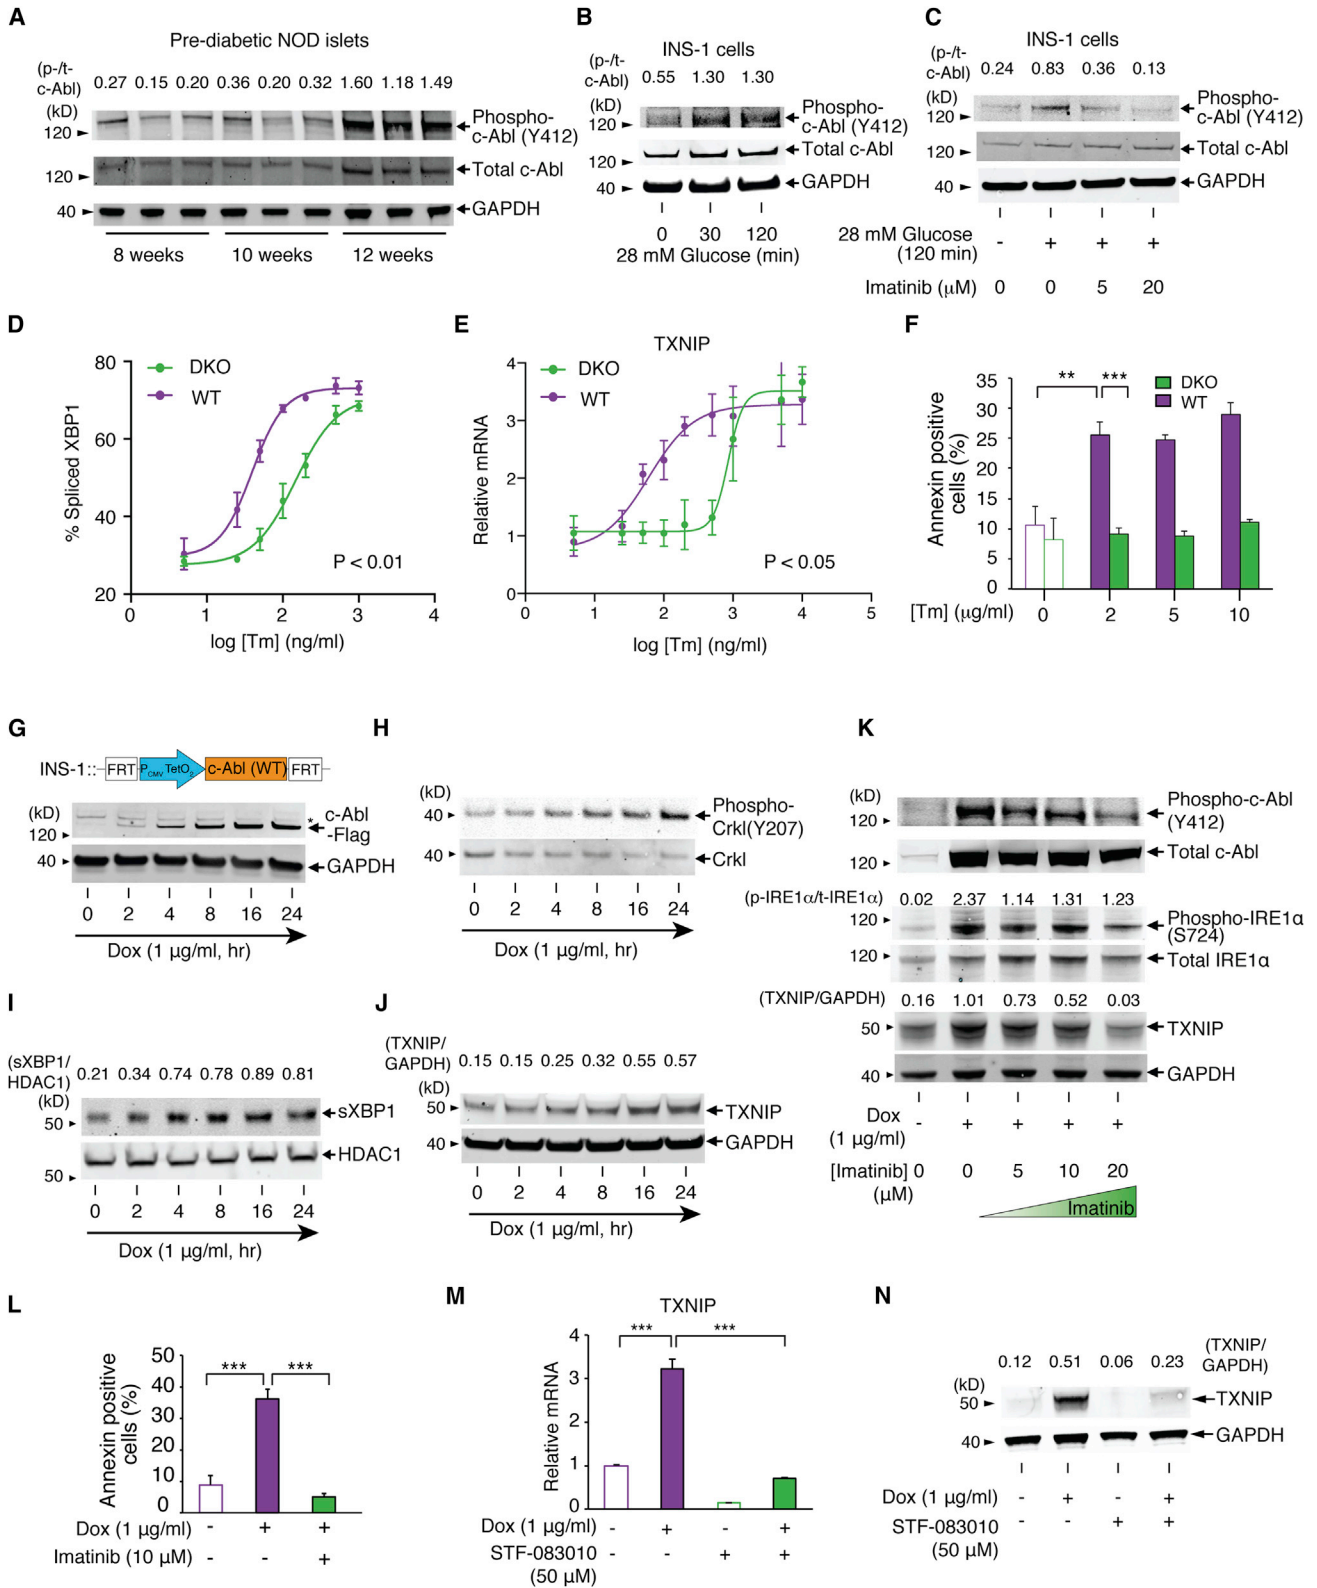 A
Pre-diabetic NOD islets
(p-/t-
c-Abl)
0.27 0.15 0.20 0.36 0.20 0.32 1.60 1.18 1.49
(kD)
120
Phospho-
c-Abl (Y412)
120
Total c-Abl
40
GAPDH
8 weeks 10 weeks 12 weeks
B
INS-1 cells
(p-/t-
c-Abl)
0.55 1.30 1.30
(kD)
120
Phospho-
c-Abl (Y412)
120
Total c-Abl
40
GAPDH
0 30 120
28 mM Glucose (min)
C
INS-1 cells
(p-/t-
c-Abl)
0.24 0.83 0.36 0.13
(kD)
120
Phospho-
c-Abl (Y412)
120
Total c-Abl
40
GAPDH
28 mM Glucose
(120 min)
- + + +
Imatinib (µM) 0 0 5 20
D
DKO
WT
% Spliced XBP1
80
60
40
20
P < 0.01
0 1 2 3 4
log [Tm] (ng/ml)
E
TXNIP
DKO
WT
Relative mRNA
4
3
2
1
0
P < 0.05
0 1 2 3 4 5
log [Tm] (ng/ml)
F
** ***
DKO
WT
Annexin positive
cells (%)
35
30
25
20
15
10
5
0
[Tm] (µg/ml) 0 2 5 10
G
INS-1:: FRT PCMV TetO2 c-Abl (WT) FRT
(kD)
120
* c-Abl
-Flag
40
GAPDH
0 2 4 8 16 24
Dox (1 µg/ml, hr)
H
(kD)
40
Phospho-
Crkl(Y207)
40
Crkl
0 2 4 8 16 24
Dox (1 µg/ml, hr)
I
(sXBP1/
HDAC1)
0.21 0.34 0.74 0.78 0.89 0.81
(kD)
50
sXBP1
HDAC1
50
0 2 4 8 16 24
Dox (1 µg/ml, hr)
J
(TXNIP/
GAPDH)
0.15 0.15 0.25 0.32 0.55 0.57
(kD)
50
TXNIP
40
GAPDH
0 2 4 8 16 24
Dox (1 µg/ml, hr)
K
(kD)
120
Phospho-c-Abl
(Y412)
120
Total c-Abl
(p-IRE1α/t-IRE1α) 0.02 2.37 1.14 1.31 1.23
120
Phospho-IRE1α
(S724)
120
Total IRE1α
(TXNIP/GAPDH) 0.16 1.01 0.73 0.52 0.03
50
TXNIP
40
GAPDH
Dox
(1 µg/ml)
- + + + +
[Imatinib]
(µM)
0 0 5 10 20
Imatinib
L
Annexin positive
cells (%)
50
40
30
20
10
0
*** ***
Dox (1 µg/ml) - + +
Imatinib (10 µM) - - +
M
TXNIP
Relative mRNA
4
3
2
1
0
*** ***
Dox (1 µg/ml) - + +
STF-083010
(50 µM)
- - + +
N
0.12 0.51 0.06 0.23
(TXNIP/
GAPDH)
(kD)
50
TXNIP
40
GAPDH
Dox (1 µg/ml) - + - +
STF-083010
(50 µM)
- - + +